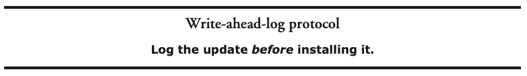 Write-ahead-log protocol
Log the update before installing it.